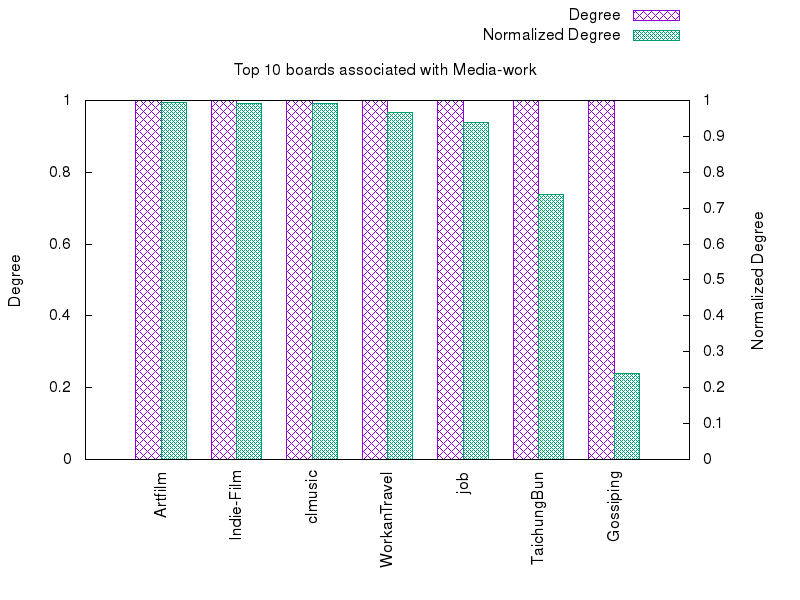 Degree
Normalized Degree
Top 10 boards associated with Media-work
1
0.8
0.6
0.4
0.2
0
Degree
1
0.9
0.8
0.7
0.6
0.5
0.4
0.3
0.2
0.1
0
Normalized Degree
Artfilm
Indie-Film
clmusic
WorkanTravel
job
TaichungBun
Gossiping